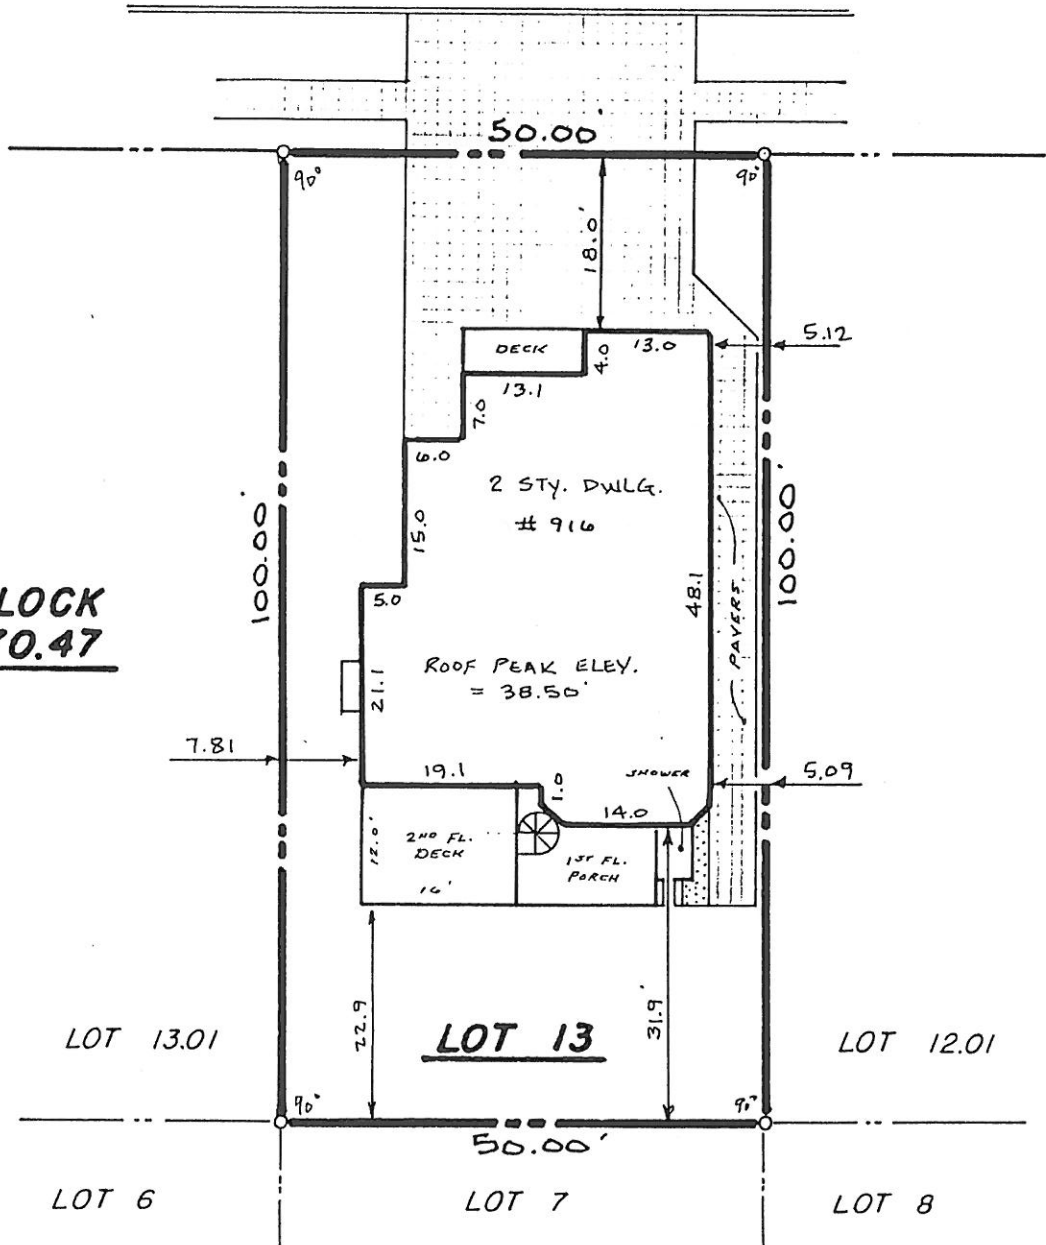 50.00
90°
90°
18.0'
5.12
DECK
4.0
13.0
13.1
7.0
6.0
2 STY. DWLG.
# 916
15.0
100.00'
100.00'
LOCK
70.47
5.0
48.1
PAVERS
ROOF PEAK ELEV.
= 38.50'
21.1
7.81
19.1
1.0
SHOWER
5.09
14.0
12.0'
2ND FL.
DECK
16'
1ST FL.
PORCH
22.9
31.9'
LOT 13.01
LOT 13
LOT 12.01
90°
90°
50.00'
LOT 6
LOT 7
LOT 8